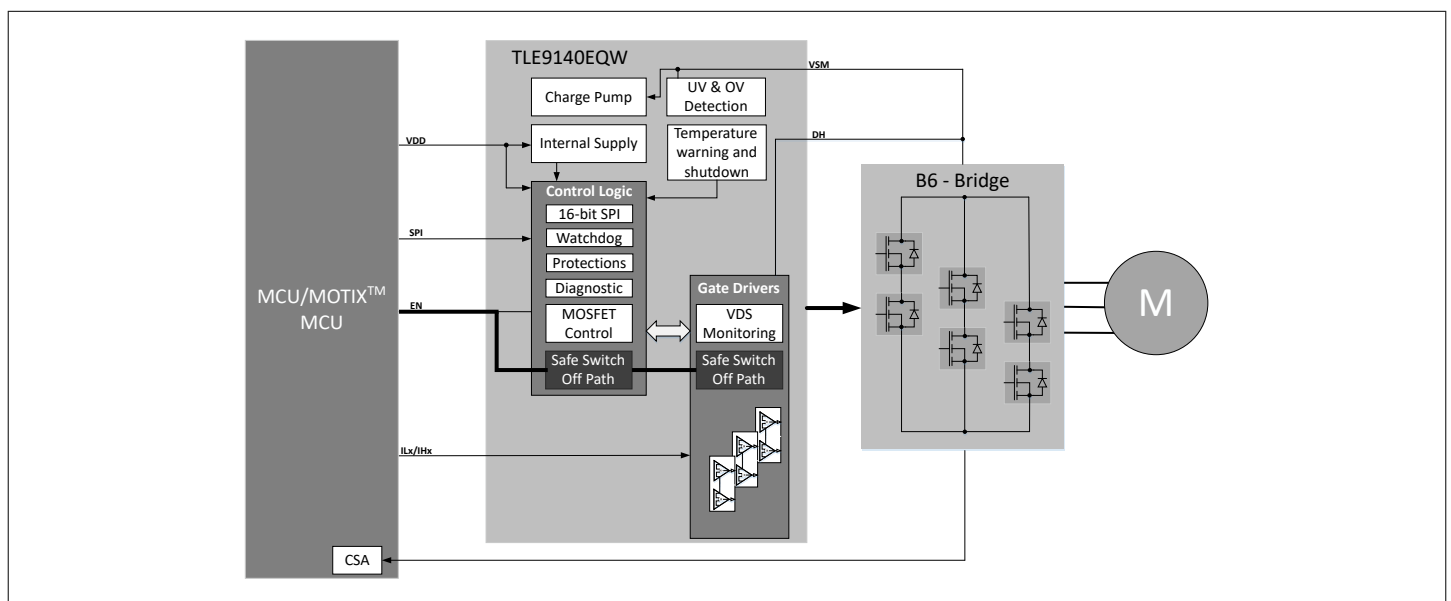 TLE9140EQW
VSM
Charge Pump
UV & OV
Detection
VDD
DH
Internal Supply
Temperature
warning and
shutdown
B6 - Bridge
Control Logic
16-bit SPI
SPI
Watchdog
Protections
Diagnostic
Gate Drivers
MCU/MOTIX™
MCU
EN
MOSFET
Control
VDS
Monitoring
M
Safe Switch
Off Path
Safe Switch
Off Path
ILx/IHx
CSA